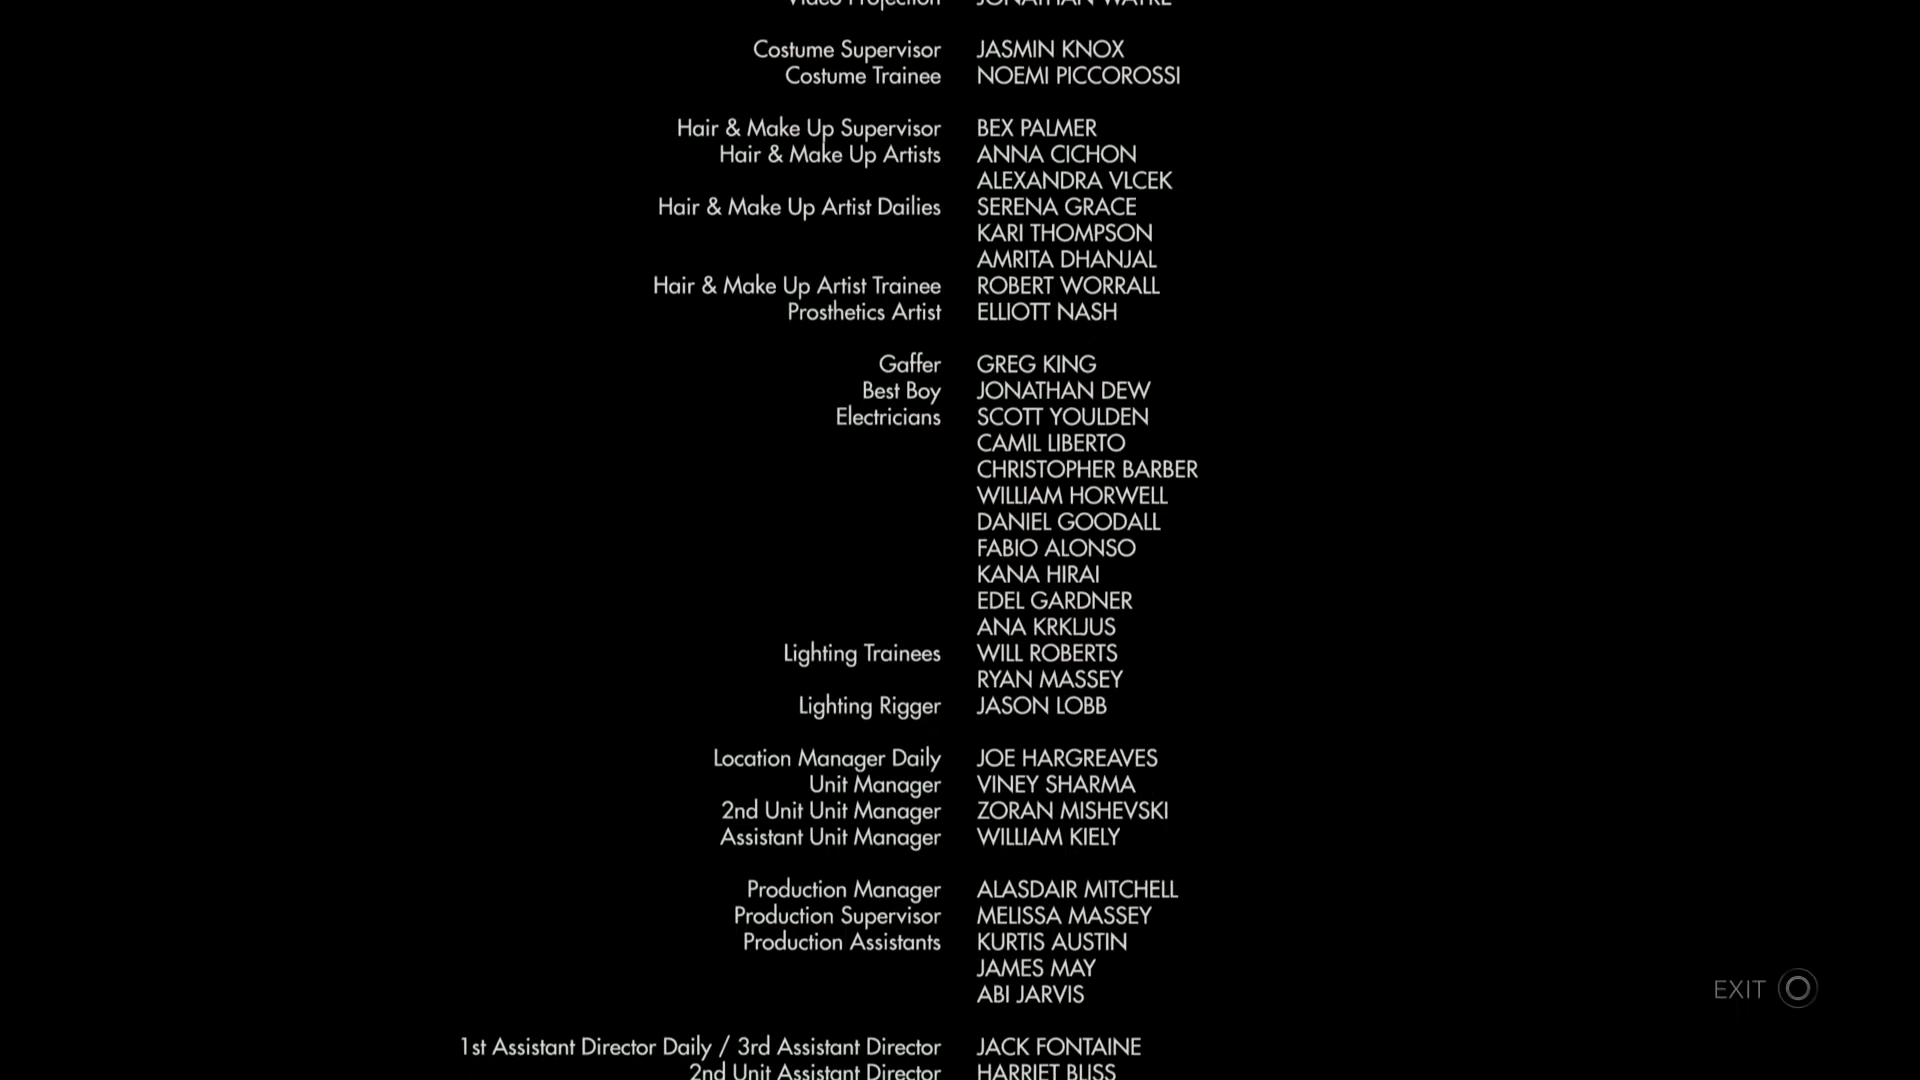 Video Projection JONATHAN WAYRE
Costume Supervisor JASMIN KNOX
Costume Trainee NOEMI PICCOROSSI
Hair & Make Up Supervisor BEX PALMER
Hair & Make Up Artists ANNA CICHON
ALEXANDRA VLCEK
Hair & Make Up Artist Dailies SERENA GRACE
KARI THOMPSON
AMRITA DHANJAL
Hair & Make Up Artist Trainee ROBERT WORRALL
Prosthetics Artist ELLIOTT NASH
Gaffer GREG KING
Best Boy JONATHAN DEW
Electricians SCOTT YOULDEN
CAMIL LIBERTO
CHRISTOPHER BARBER
WILLIAM HORWELL
DANIEL GOODALL
FABIO ALONSO
KANA HIRAI
EDEL GARDNER
ANA KRKLJUS
Lighting Trainees WILL ROBERTS
RYAN MASSEY
Lighting Rigger JASON LOBB
Location Manager Daily JOE HARGREAVES
Unit Manager VINEY SHARMA
2nd Unit Unit Manager ZORAN MISHEVSKI
Assistant Unit Manager WILLIAM KIELY
Production Manager ALASDAIR MITCHELL
Production Supervisor MELISSA MASSEY
Production Assistants KURTIS AUSTIN
JAMES MAY
ABI JARVIS
EXIT
1st Assistant Director Daily / 3rd Assistant Director JACK FONTAINE
2nd Unit Assistant Director HARRIET BLISS